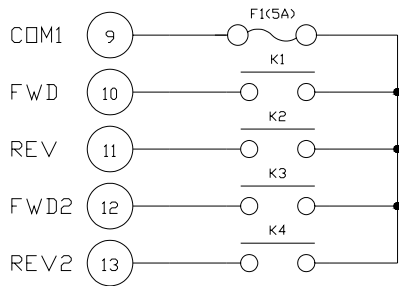 F1(5A)
COM1 9
K1
FWD 10
K2
REV 11
K3
FWD2 12
K4
REV2 13